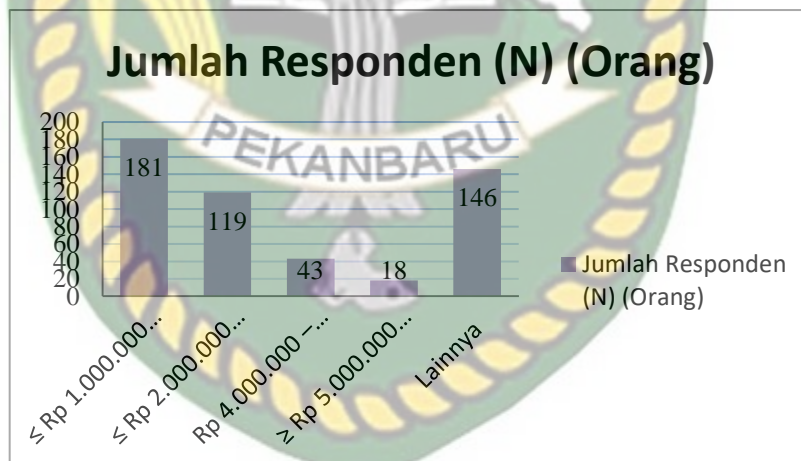 Jumlah Responden (N) (Orang)
PEKANBARU
200
180
160
140
120
100
80
60
40
20
0
181
119
43
18
146
≤ Rp 1.000.000...
≤ Rp 2.000.000...
Rp 4.000.000 – ...
≥ Rp 5.000.000...
Lainnya
Jumlah Responden
(N) (Orang)